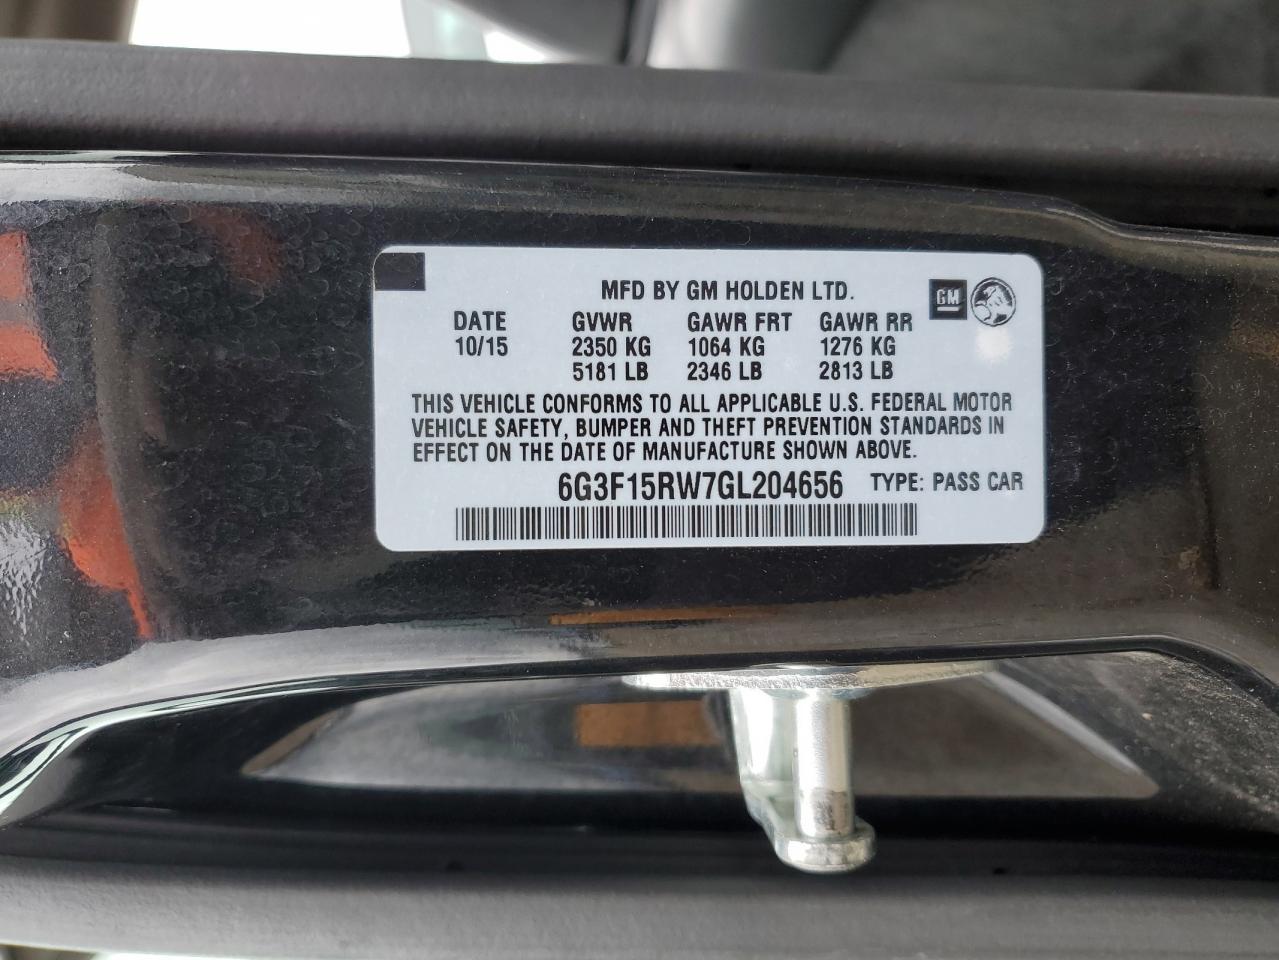 MFD BY GM HOLDEN LTD.
GM
DATE GVWR GAWR FRT GAWR RR
10/15 2350 KG 1064 KG 1276 KG
5181 LB 2346 LB 2813 LB
THIS VEHICLE CONFORMS TO ALL APPLICABLE U.S. FEDERAL MOTOR
VEHICLE SAFETY, BUMPER AND THEFT PREVENTION STANDARDS IN
EFFECT ON THE DATE OF MANUFACTURE SHOWN ABOVE.
6G3F15RW7GL204656 TYPE: PASS CAR